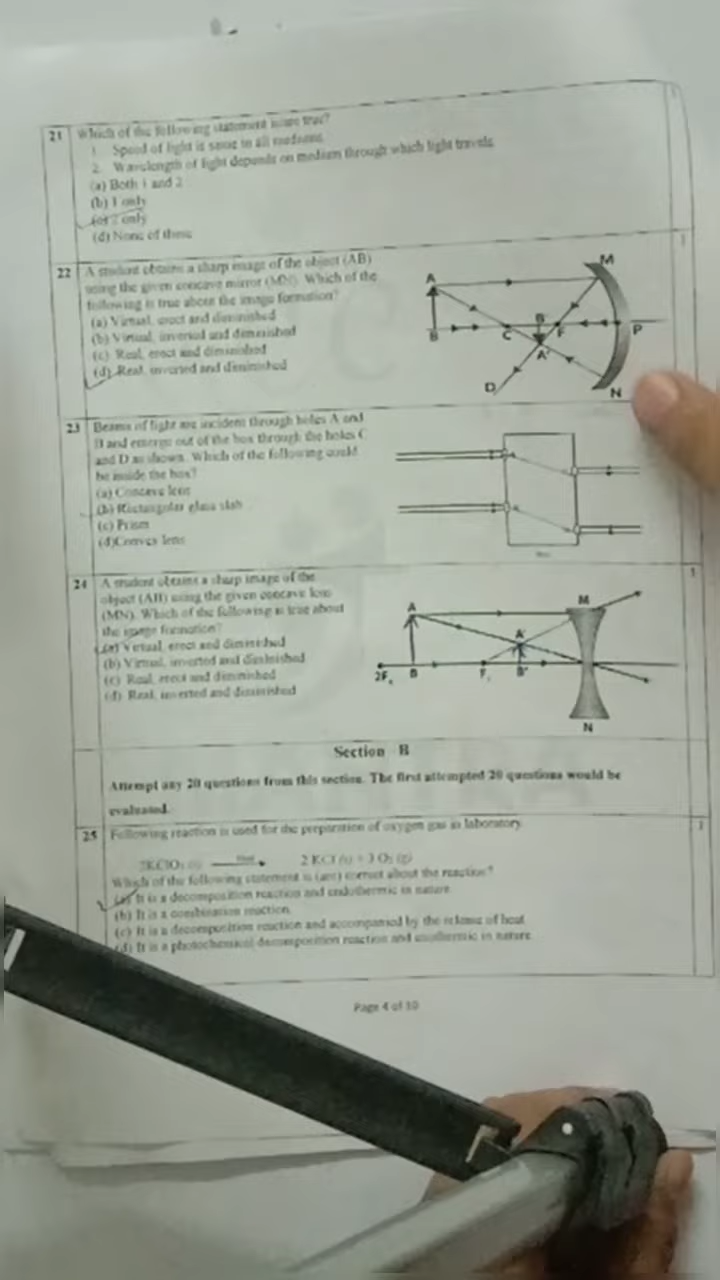 21 Which of the following statement is/are true?
1. Speed of light is same in all mediums
2. Wavelength of light depends on medium through which light travels
(a) Both 1 and 2
(b) 1 only
(c) 2 only
(d) None of these
22 A student obtains a sharp image of the object (AB)
using the given concave mirror (MN). Which of the
following is true about the image formation?
(a) Virtual, erect and diminished
(b) Virtual, inverted and diminished
(c) Real, erect and diminished
(d) Real, inverted and diminished
A
M
B
C
B'
F
P
A'
D
N
23 Beams of light are incident through holes A and
B and emerge out of the box through the holes C
and D as shown. Which of the following could
be inside the box?
(a) Concave lens
(b) Rectangular glass slab
(c) Prism
(d)Convex lens
24 A student obtains a sharp image of the
object (AB) using the given concave lens
(MN). Which of the following is true about
the image formation?
(a) Virtual, erect and diminished
(b) Virtual, inverted and diminished
(c) Real, erect and diminished
(d) Real, inverted and diminished
A
M
A'
2F₁
B
F₁
B'
N
1
Section B
Attempt any 20 questions from this section. The first attempted 20 questions would be
evaluated.
25 Following reaction is used for the preparation of oxygen gas in laboratory
2KClO₃ (s) 2 KCl (s) + 3 O₂ (g)
Which of the following statement is (are) correct about the reaction?
(a) It is a decomposition reaction and endothermic in nature
(b) It is a combination reaction
(c) It is a decomposition reaction and accompanied by the release of heat
(d) It is a photochemical decomposition reaction and exothermic in nature
1
Page 4 of 10